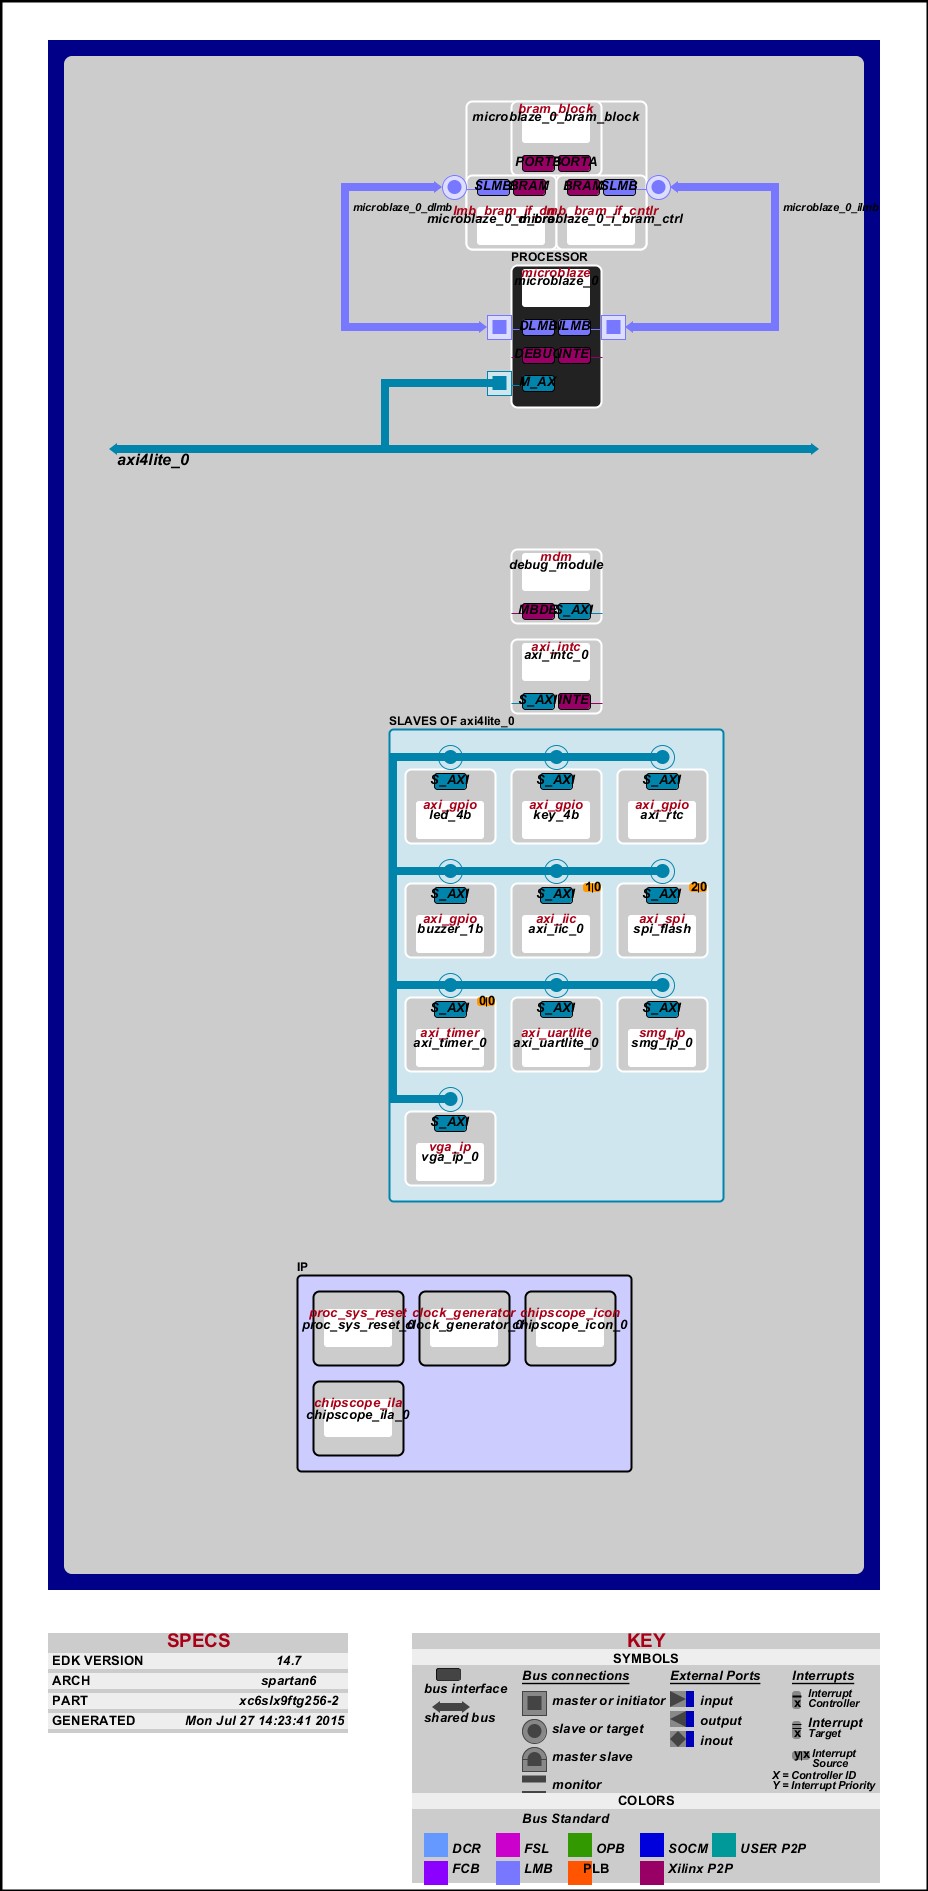 bram_block
microblaze_0_bram_block
PORTB PORTA
SLMB BRAM BRAM SLMB
microblaze_0_dlmb
microblaze_0_ilmb
lmb_bram_if_cntlr
microblaze_0_i_bram_ctrl
PROCESSOR
microblaze
microblaze_0
DLMB ILMB
DEBUG INTE
M_AX
axi4lite_0
mdm
debug_module
MBDE S_AXI
axi_intc
axi_intc_0
S_AXI INTE
SLAVES OF axi4lite_0
S_AXI S_AXI S_AXI
axi_gpio axi_gpio axi_gpio
led_4b key_4b axi_rtc
1|0 2|0
S_AXI S_AXI S_AXI
axi_gpio axi_iic axi_spi
buzzer_1b axi_iic_0 spi_flash
0|0
S_AXI S_AXI S_AXI
axi_timer axi_uartlite smg_ip
axi_timer_0 axi_uartlite_0 smg_ip_0
S_AXI
vga_ip
vga_ip_0
IP
proc_sys_reset clock_generator chipscope_icon
proc_sys_reset_0 clock_generator_0 chipscope_icon_0
chipscope_ila
chipscope_ila_0
SPECS
EDK VERSION 14.7
ARCH spartan6
PART xc6slx9ftg256-2
GENERATED Mon Jul 27 14:23:41 2015
KEY
SYMBOLS
bus interface
shared bus
Bus connections
master or initiator
slave or target
master slave
monitor
External Ports
input
output
inout
Interrupts
x Interrupt
Controller
x Interrupt
Target
y|x Interrupt
Source
X = Controller ID
Y = Interrupt Priority
COLORS
Bus Standard
DCR FSL OPB SOCM USER P2P
FCB LMB PLB Xilinx P2P